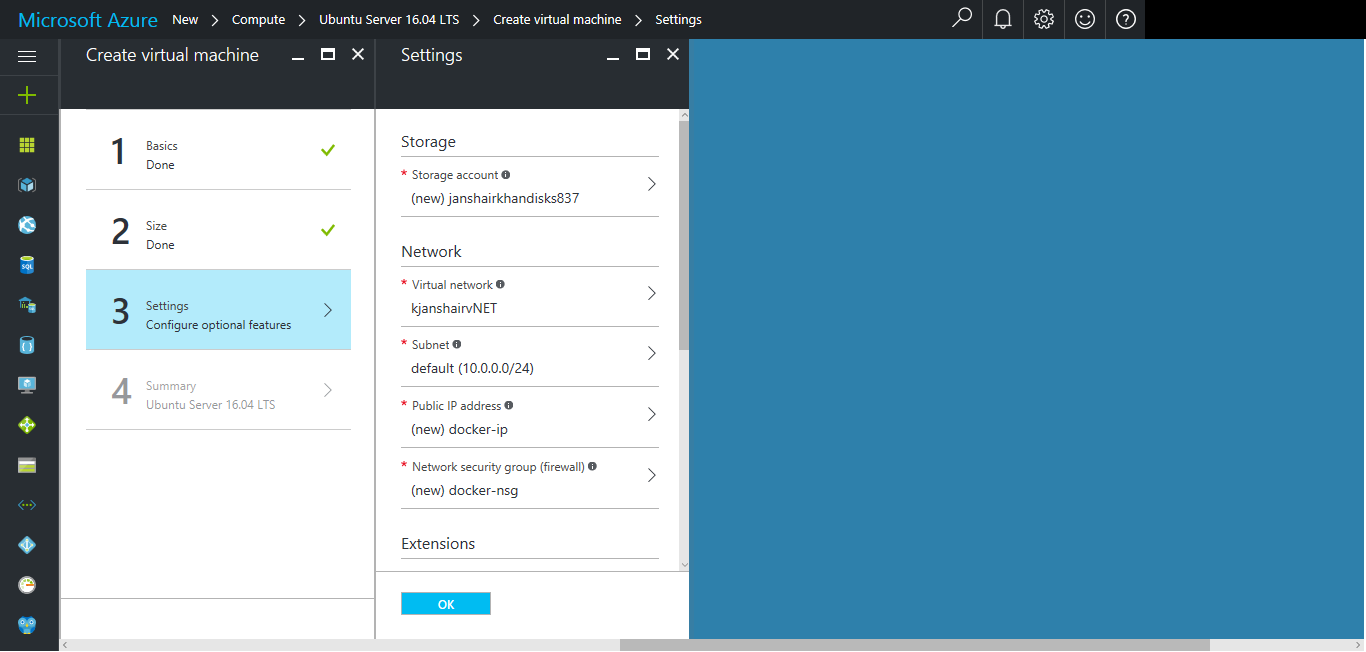 Microsoft Azure New > Compute > Ubuntu Server 16.04 LTS > Create virtual machine > Settings
Create virtual machine
1
Basics
Done
2
Size
Done
3
Settings
Configure optional features
4
Summary
Ubuntu Server 16.04 LTS
Settings
Storage
* Storage account
(new) janshairkhandisks837
Network
* Virtual network
kjanshairvNET
* Subnet
default (10.0.0.0/24)
* Public IP address
(new) docker-ip
* Network security group (firewall)
(new) docker-nsg
Extensions
OK
SQL